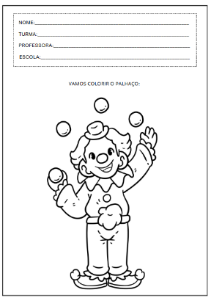 NOME:
TURMA:
PROFESSORA:
ESCOLA:
VAMOS COLORIR O PALHAÇO: